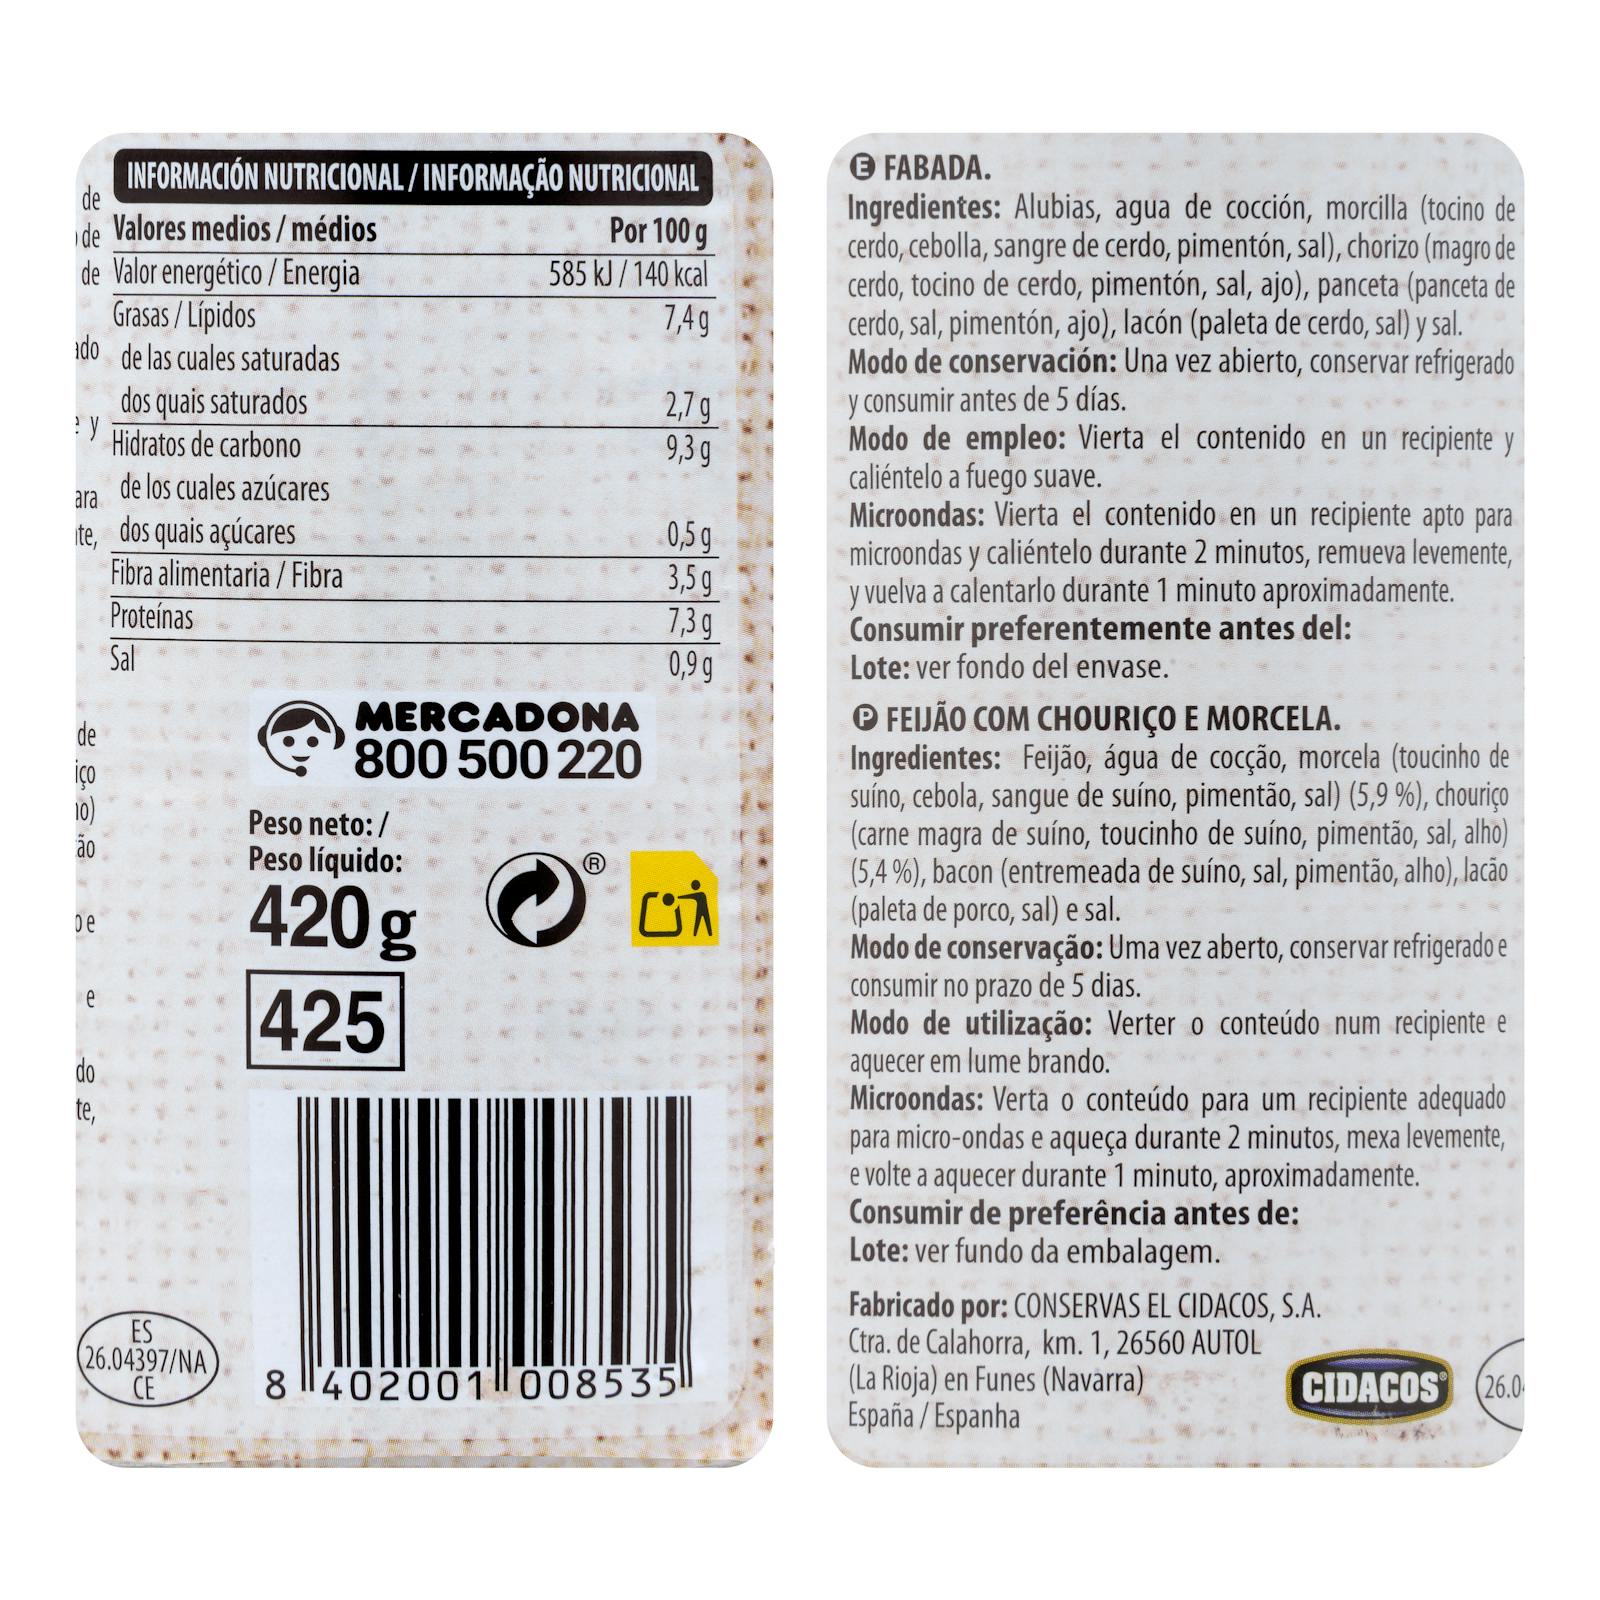 INFORMACIÓN NUTRICIONAL / INFORMAÇÃO NUTRICIONAL
Valores medios / médios Por 100 g
Valor energético / Energia 585 kJ / 140 kcal
Grasas / Lípidos 7,4 g
de las cuales saturadas
dos quais saturados 2,7 g
Hidratos de carbono 9,3 g
de los cuales azúcares
dos quais açúcares 0,5 g
Fibra alimentaria / Fibra 3,5 g
Proteínas 7,3 g
Sal 0,9 g
MERCADONA
800 500 220
Peso neto: /
Peso líquido:
420 g
®
425
ES
26.04397/NA
CE
8 402001 008535
E FABADA.
Ingredientes: Alubias, agua de cocción, morcilla (tocino de
cerdo, cebolla, sangre de cerdo, pimentón, sal), chorizo (magro de
cerdo, tocino de cerdo, pimentón, sal, ajo), panceta (panceta de
cerdo, sal, pimentón, ajo), lacón (paleta de cerdo, sal) y sal.
Modo de conservación: Una vez abierto, conservar refrigerado
y consumir antes de 5 días.
Modo de empleo: Vierta el contenido en un recipiente y
caliéntelo a fuego suave.
Microondas: Vierta el contenido en un recipiente apto para
microondas y caliéntelo durante 2 minutos, remueva levemente,
y vuelva a calentarlo durante 1 minuto aproximadamente.
Consumir preferentemente antes del:
Lote: ver fondo del envase.
P FEIJÃO COM CHOURIÇO E MORCELA.
Ingredientes: Feijão, água de cocção, morcela (toucinho de
suíno, cebola, sangue de suíno, pimentão, sal) (5,9 %), chouriço
(carne magra de suíno, toucinho de suíno, pimentão, sal, alho)
(5,4 %), bacon (entremeada de suíno, sal, pimentão, alho), lacão
(paleta de porco, sal) e sal.
Modo de conservação: Uma vez aberto, conservar refrigerado e
consumir no prazo de 5 dias.
Modo de utilização: Verter o conteúdo num recipiente e
aquecer em lume brando.
Microondas: Verta o conteúdo para um recipiente adequado
para micro-ondas e aqueça durante 2 minutos, mexa levemente,
e volte a aquecer durante 1 minuto, aproximadamente.
Consumir de preferência antes de:
Lote: ver fundo da embalagem.
Fabricado por: CONSERVAS EL CIDACOS, S.A.
Ctra. de Calahorra, km. 1, 26560 AUTOL
(La Rioja) en Funes (Navarra)
España / Espanha
CIDACOS®